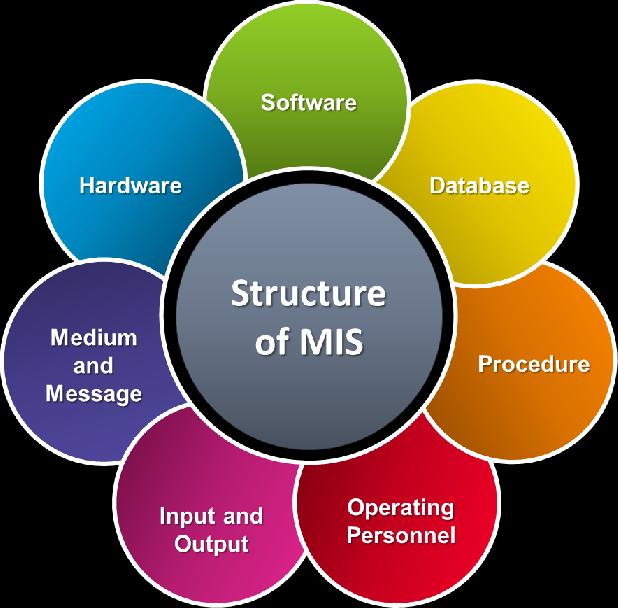 Software
Database
Procedure
Operating
Personnel
Input and
Output
Medium
and
Message
Hardware
Structure
of MIS